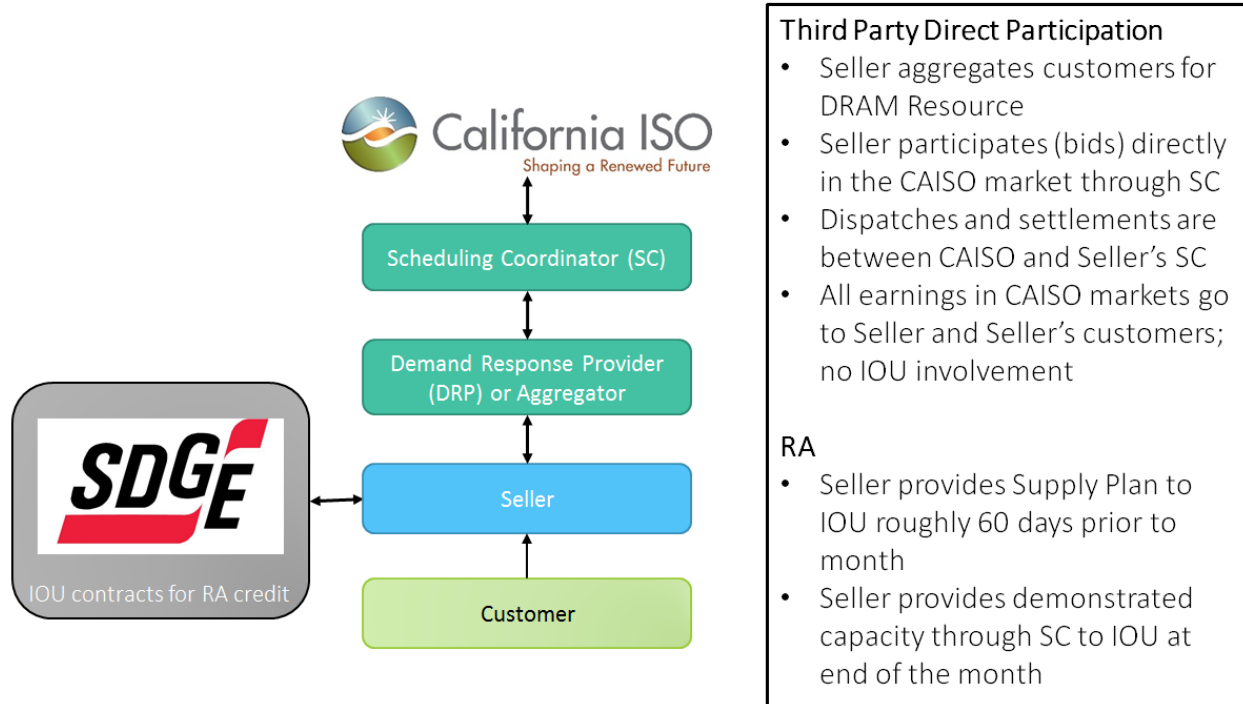 California ISO
Shaping a Renewed Future
Scheduling Coordinator (SC)
Demand Response Provider
(DRP) or Aggregator
SDGE
IOU contracts for RA credit
Seller
Customer
Third Party Direct Participation
• Seller aggregates customers for
DRAM Resource
• Seller participates (bids) directly
in the CAISO market through SC
• Dispatches and settlements are
between CAISO and Seller’s SC
• All earnings in CAISO markets go
to Seller and Seller’s customers;
no IOU involvement
RA
• Seller provides Supply Plan to
IOU roughly 60 days prior to
month
• Seller provides demonstrated
capacity through SC to IOU at
end of the month